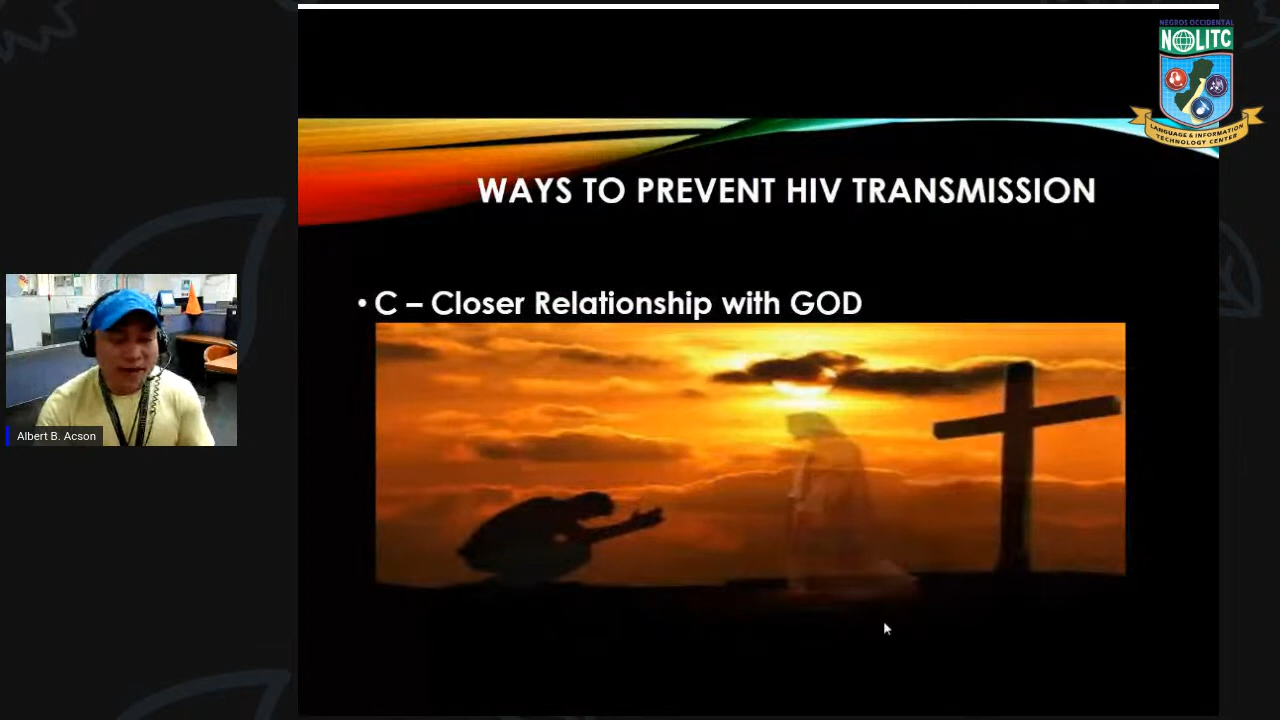 NEGROS OCCIDENTAL
NOLITC
LANGUAGE & INFORMATION
TECHNOLOGY CENTER
WAYS TO PREVENT HIV TRANSMISSION
• C – Closer Relationship with GOD
Albert B. Acson